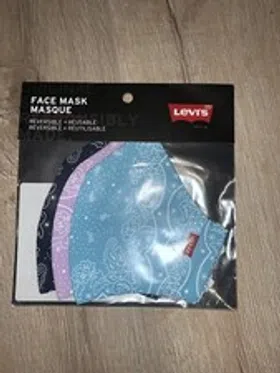 FACE MASK
MASQUE
REVERSIBLE + REUSABLE
RÉVERSIBLE + RÉUTILISABLE
LEVI'S